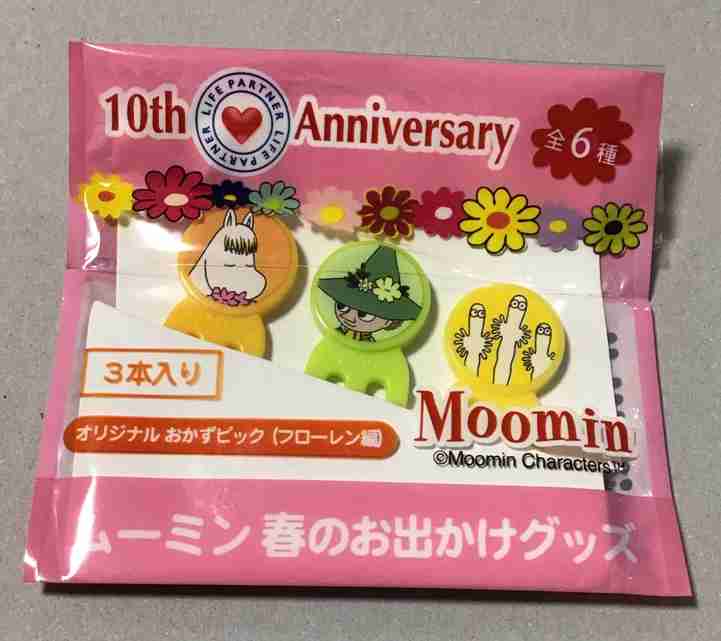 10th Anniversary
LIFE PARTNER LIFE PARTNER
全6種
3本入り
オリジナル おかずピック (フローレン編)
Moomin
©Moomin Characters™
ムーミン 春のお出かけグッズ